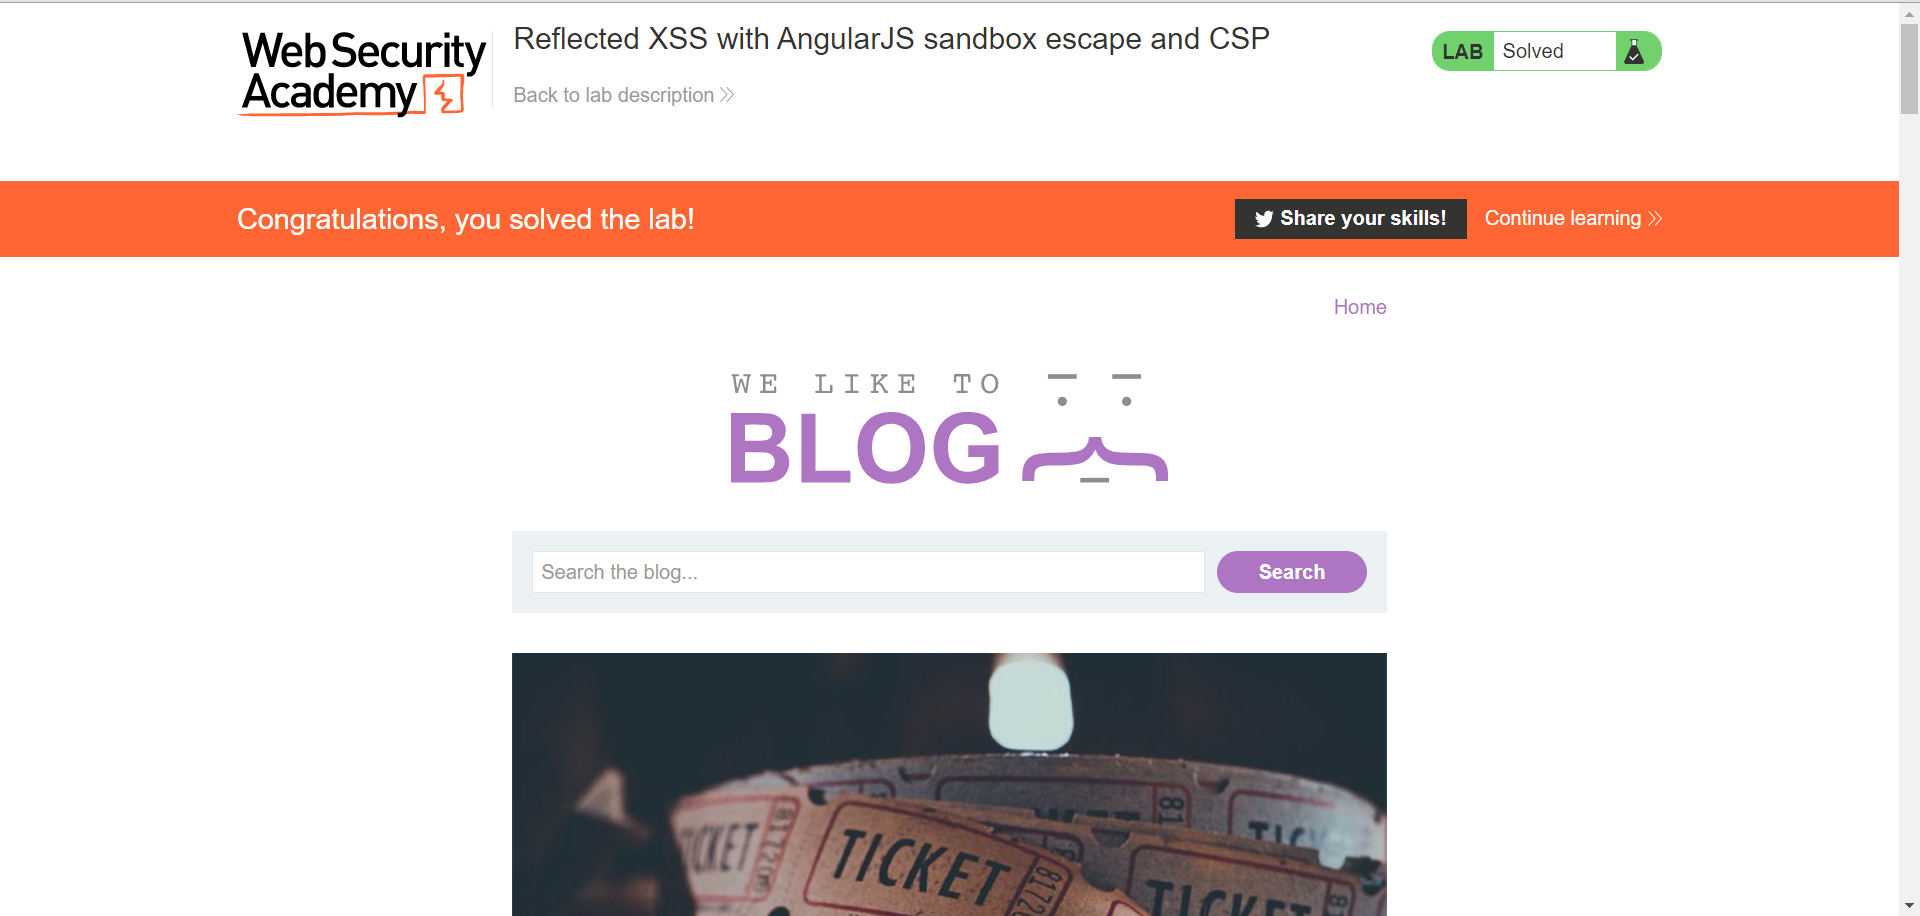 Web Security
Academy
Reflected XSS with AngularJS sandbox escape and CSP
Back to lab description
LAB Solved
Congratulations, you solved the lab!
Share your skills!
Continue learning
Home
WE LIKE TO
BLOG
Search the blog...
Search
TICKET
TICKET